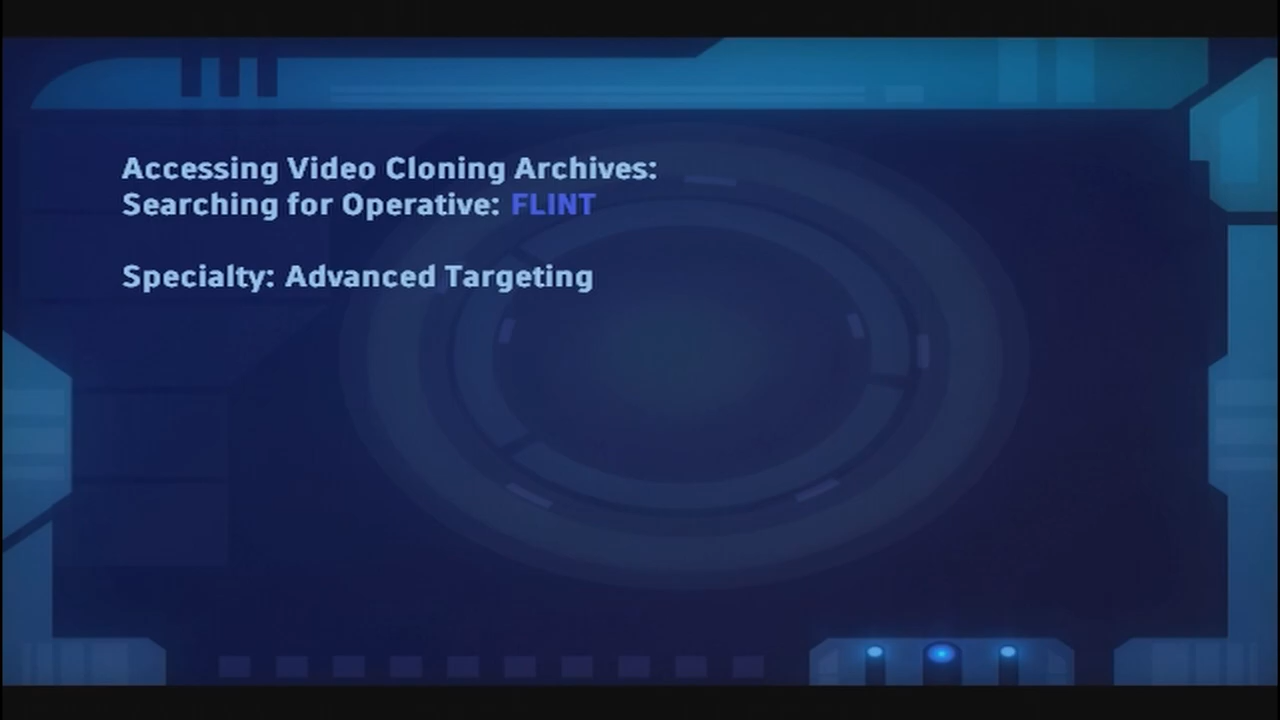 Accessing Video Cloning Archives:
Searching for Operative: FLINT
Specialty: Advanced Targeting